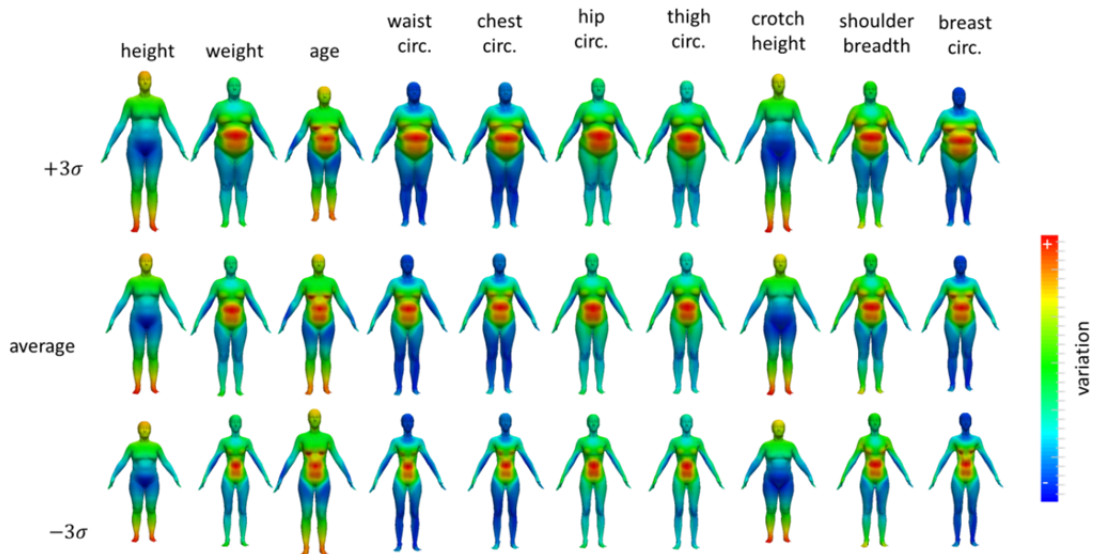 height weight age waist circ. chest circ. hip circ. thigh circ. crotch height shoulder breadth breast circ.
+3σ
average
−3σ
+
variation
-